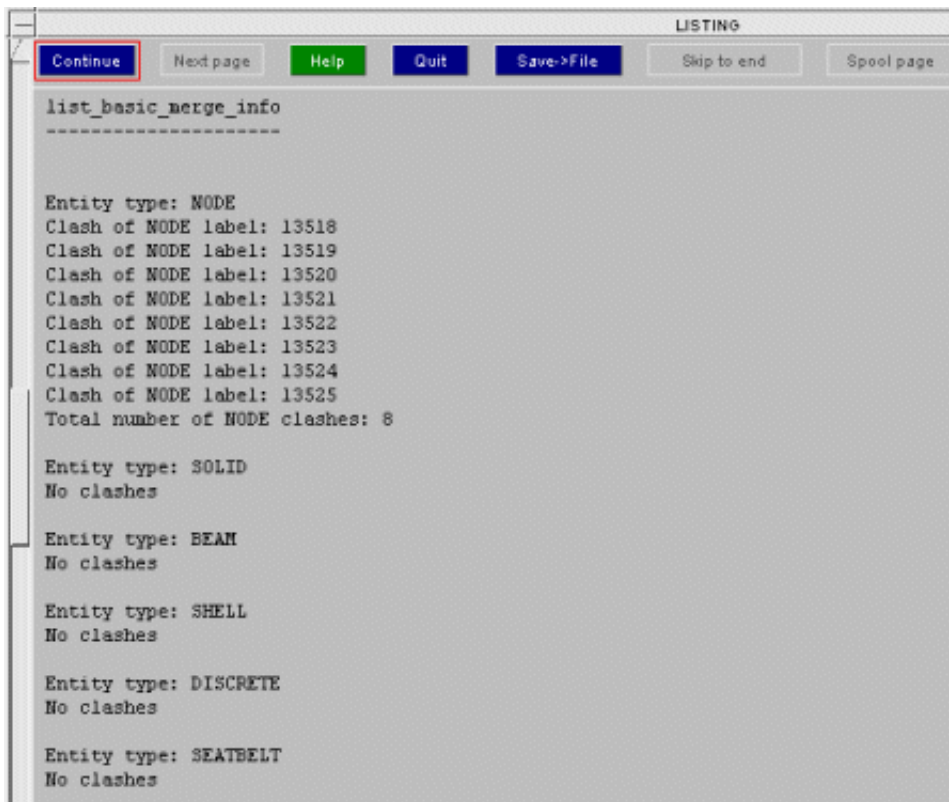 LISTING
Continue Next page Help Quit Save->File Skip to end Spool page
list_basic_merge_info
---------------------
Entity type: NODE
Clash of NODE label: 13518
Clash of NODE label: 13519
Clash of NODE label: 13520
Clash of NODE label: 13521
Clash of NODE label: 13522
Clash of NODE label: 13523
Clash of NODE label: 13524
Clash of NODE label: 13525
Total number of NODE clashes: 8
Entity type: SOLID
No clashes
Entity type: BEAM
No clashes
Entity type: SHELL
No clashes
Entity type: DISCRETE
No clashes
Entity type: SEATBELT
No clashes